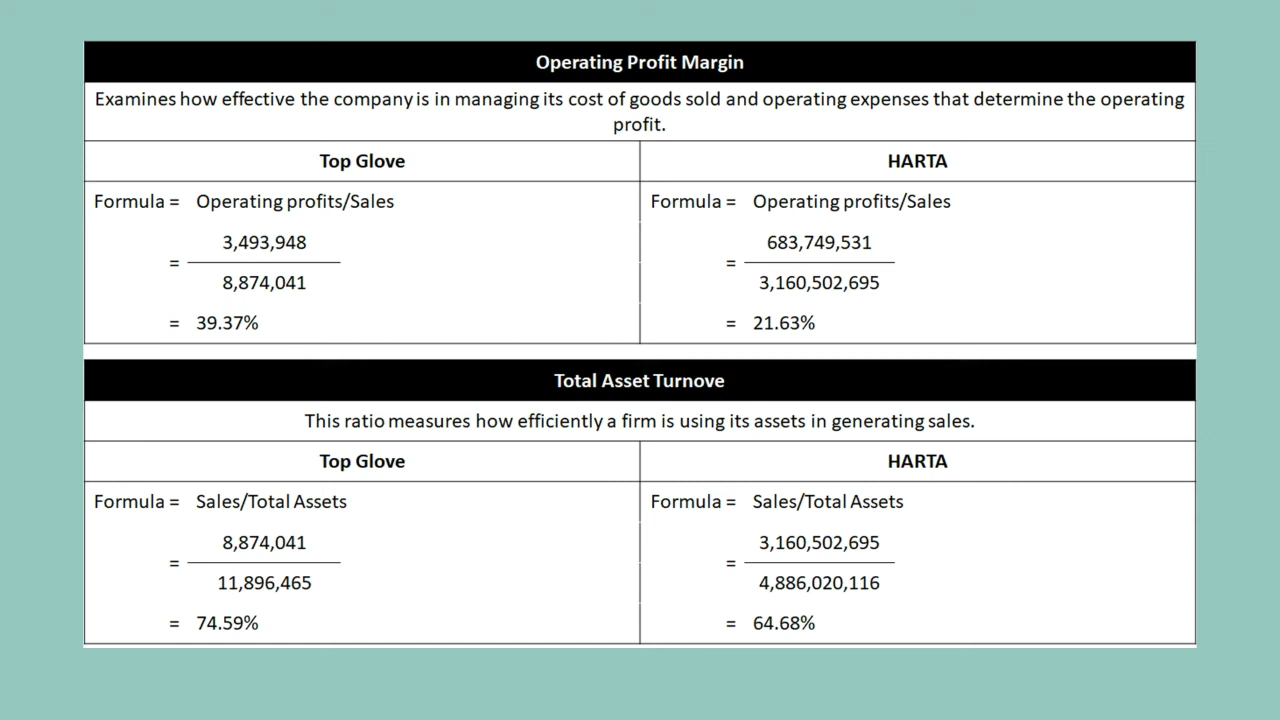 Operating Profit Margin
Examines how effective the company is in managing its cost of goods sold and operating expenses that determine the operating
profit.
Top Glove
HARTA
Formula = Operating profits/Sales
Formula = Operating profits/Sales
3,493,948
683,749,531
=
=
8,874,041
3,160,502,695
= 39.37%
= 21.63%
Total Asset Turnove
This ratio measures how efficiently a firm is using its assets in generating sales.
Top Glove
HARTA
Formula = Sales/Total Assets
Formula = Sales/Total Assets
8,874,041
3,160,502,695
=
=
11,896,465
4,886,020,116
= 74.59%
= 64.68%